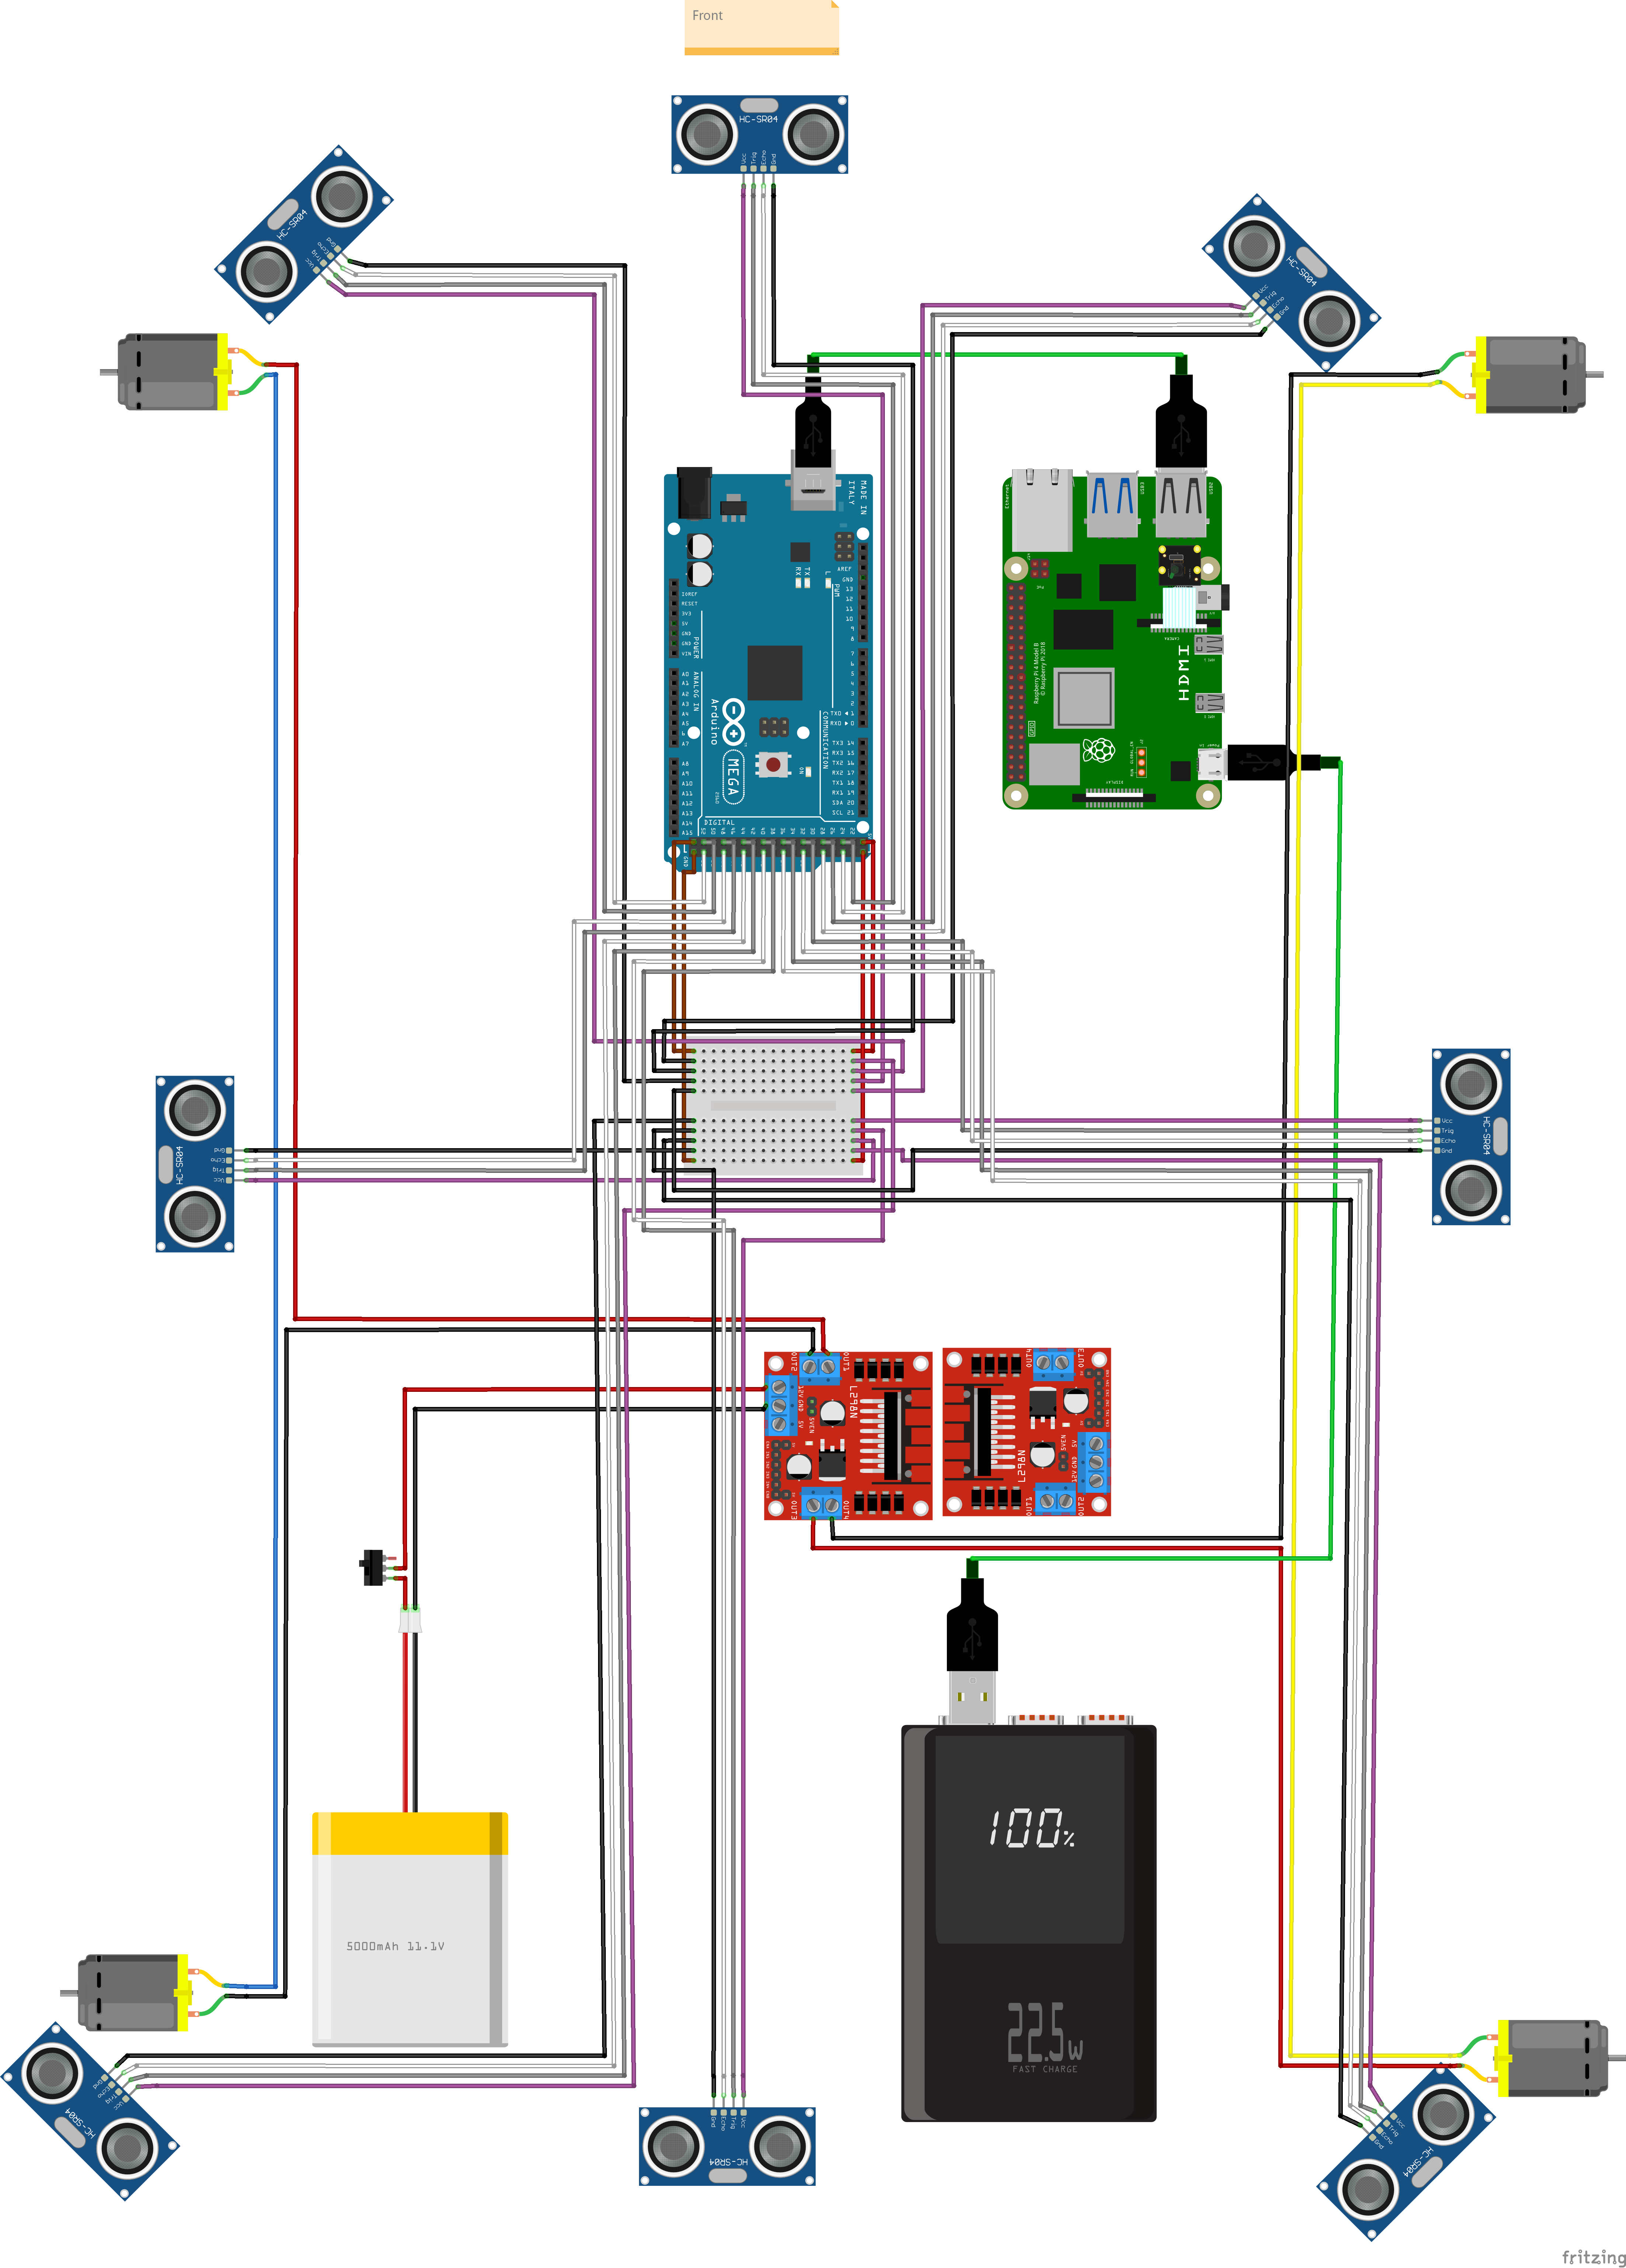 Front
HC-SR04
Vcc
Trig
Echo
Gnd
HC-SR04
Gnd
Echo
Trig
Vcc
HC-SR04
Vcc
Trig
Echo
Gnd
MADE IN
ITALY
AREF
GND
13
12
11
10
9
8
7
6
5
4
3
2
TX0 1
RX0 0
TX3 14
RX3 15
TX2 16
RX2 17
TX1 18
RX1 19
SDA 20
SCL 21
PWM
COMMUNICATION
TX
RX
L
IOREF
RESET
3V3
5V
GND
GND
VIN
POWER
ANALOG IN
A0
A1
A2
A3
A4
A5
A7
A8
A9
A10
A11
A12
A13
A14
A15
Arduino
MEGA
ON
DIGITAL
GND
Raspberry Pi 4 Model B
© Raspberry Pi 2018
HDMI
GPIO
HC-SR04
Gnd
Echo
Trig
Vcc
HC-SR04
Vcc
Trig
Echo
Gnd
OUT2
OUT1
12V
GND
5V
5VEN
L298N
OUT3
OUT4
OUT4
OUT3
5V
GND
12V
5VEN
L298N
OUT1
OUT2
100%
22.5W
FAST CHARGE
5000mAh 11.1V
HC-SR04
Gnd
Echo
Trig
Vcc
HC-SR04
Gnd
Echo
Trig
Vcc
HC-SR04
Vcc
Trig
Echo
Gnd
fritzing